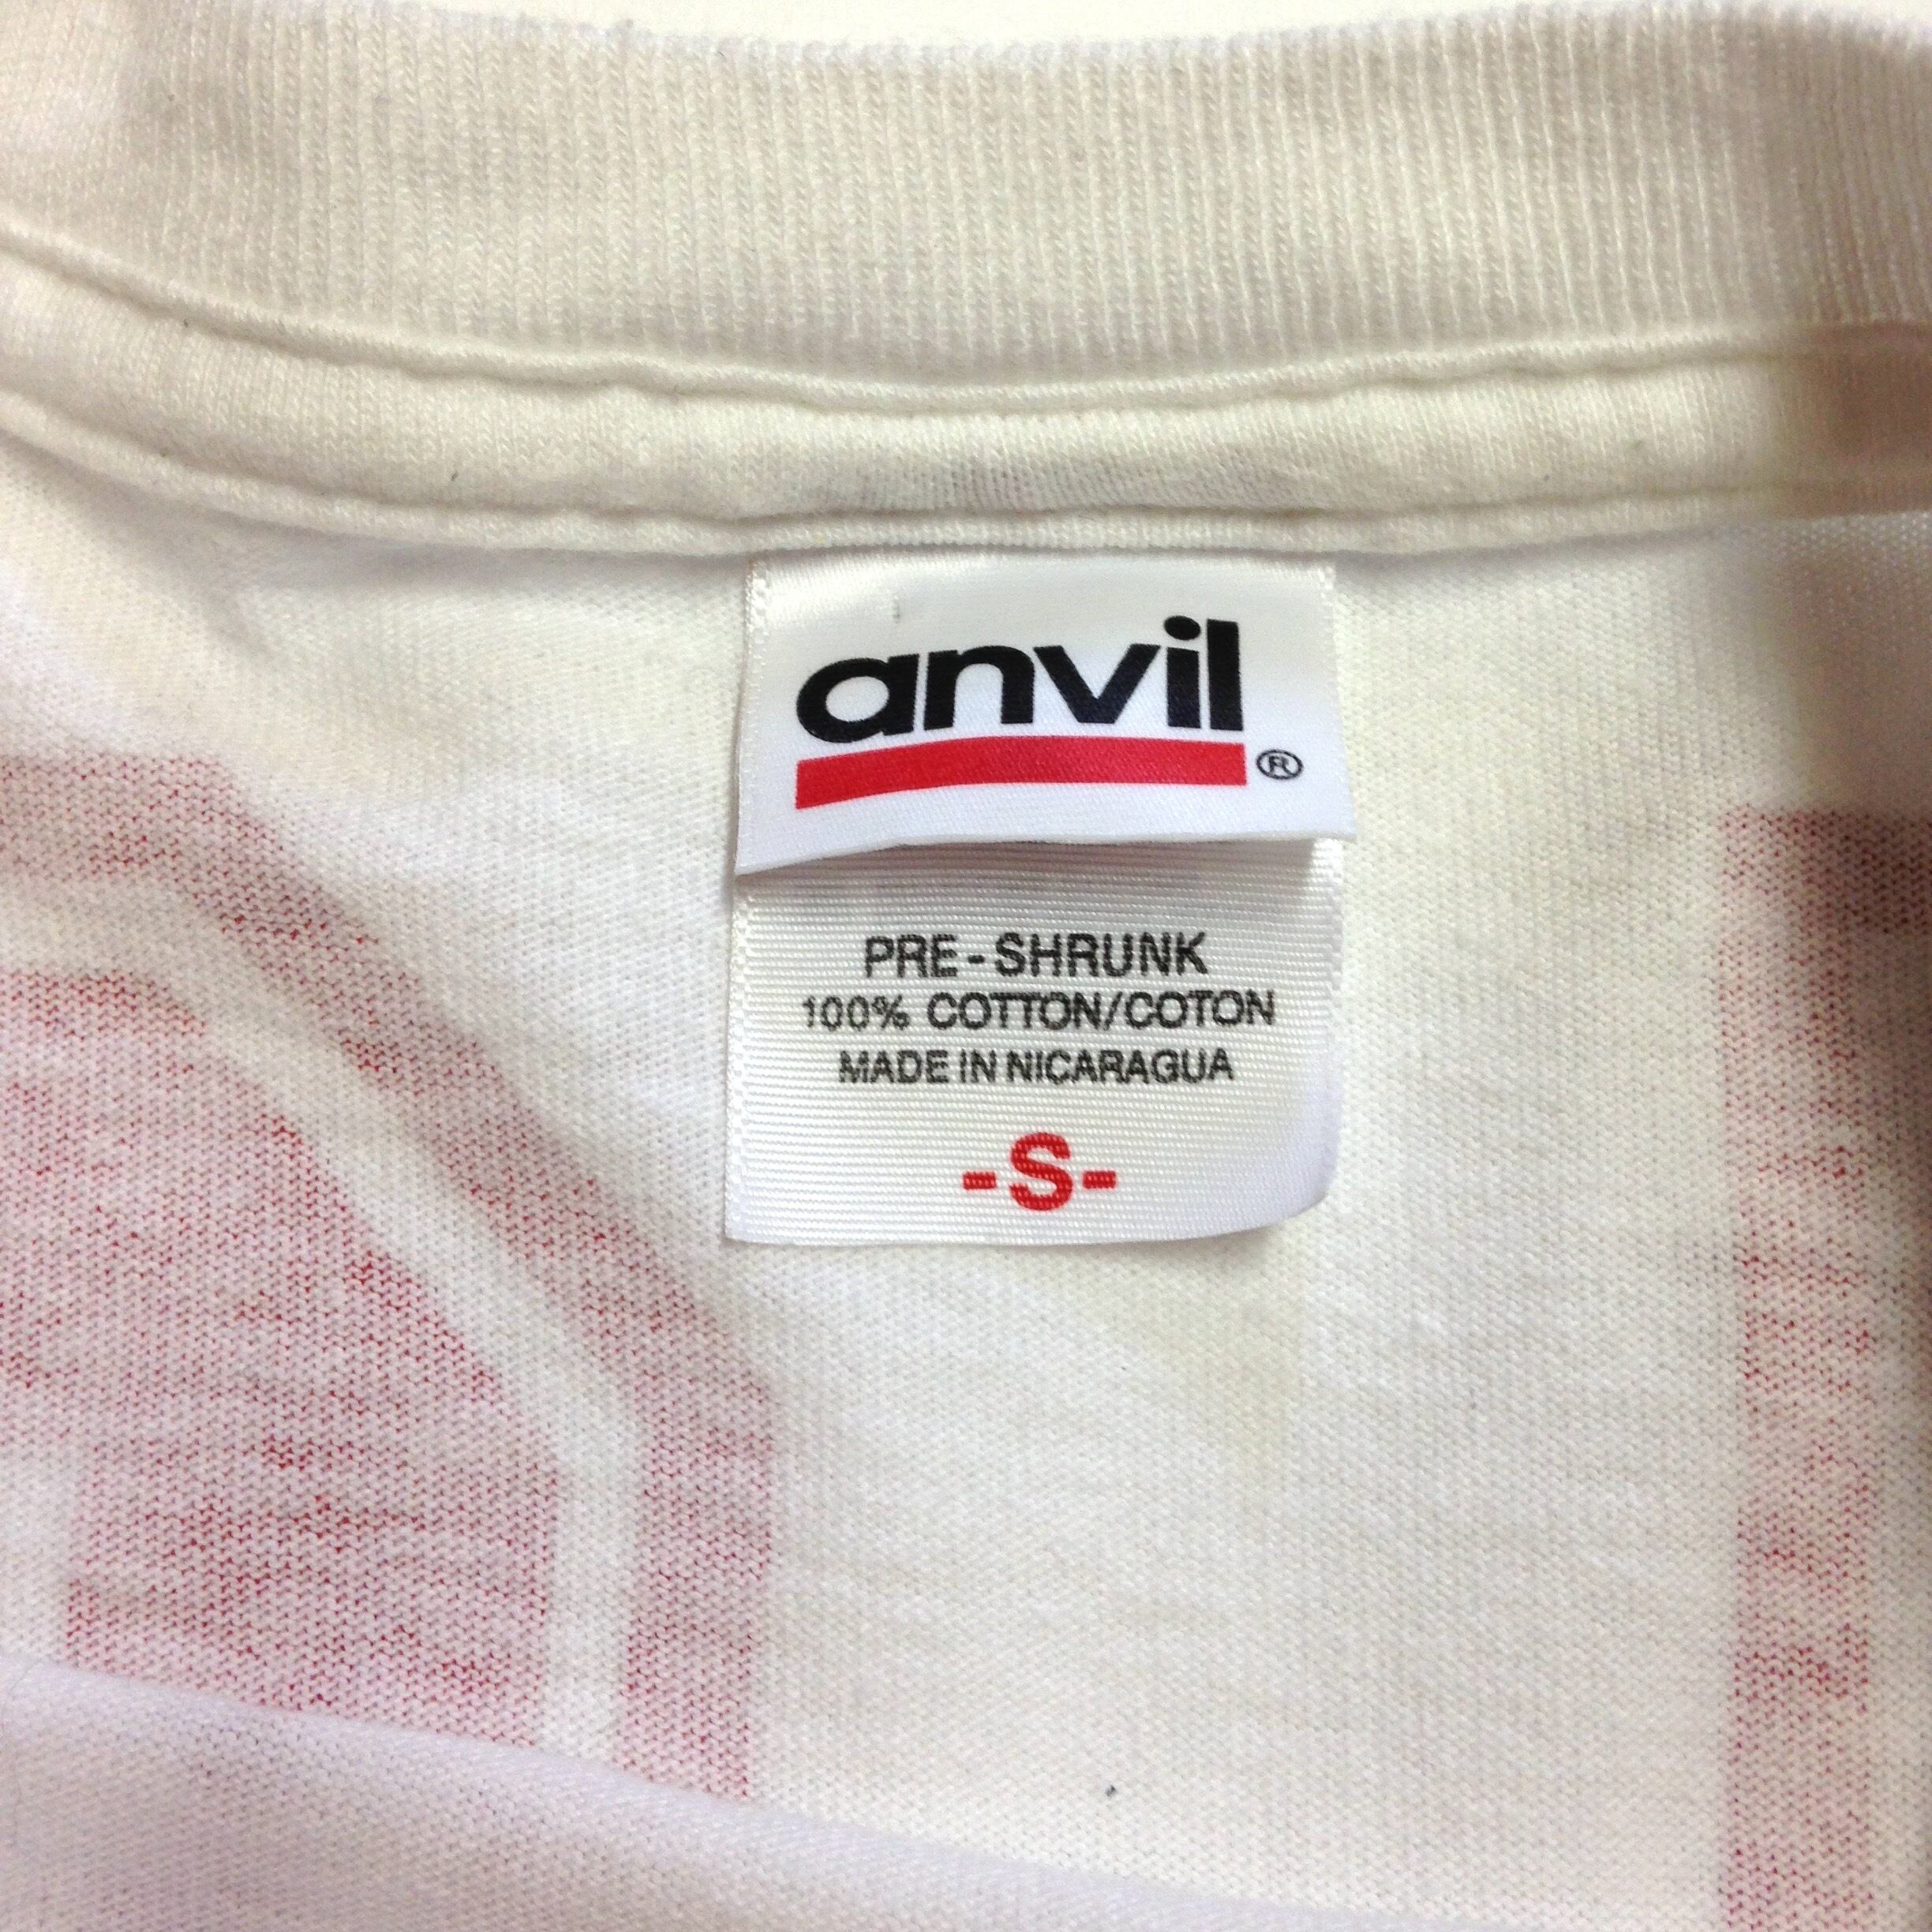 anvil®
PRE-SHRUNK
100% COTTON/COTON
MADE IN NICARAGUA
-S-